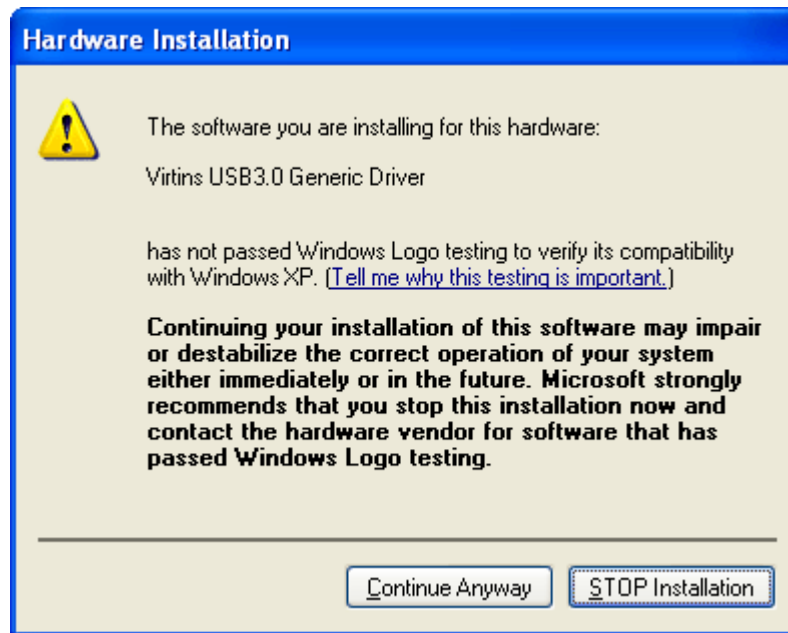 Hardware Installation
The software you are installing for this hardware:
Virtins USB3.0 Generic Driver
has not passed Windows Logo testing to verify its compatibility
with Windows XP. (Tell me why this testing is important.)
Continuing your installation of this software may impair
or destabilize the correct operation of your system
either immediately or in the future. Microsoft strongly
recommends that you stop this installation now and
contact the hardware vendor for software that has
passed Windows Logo testing.
Continue Anyway
STOP Installation